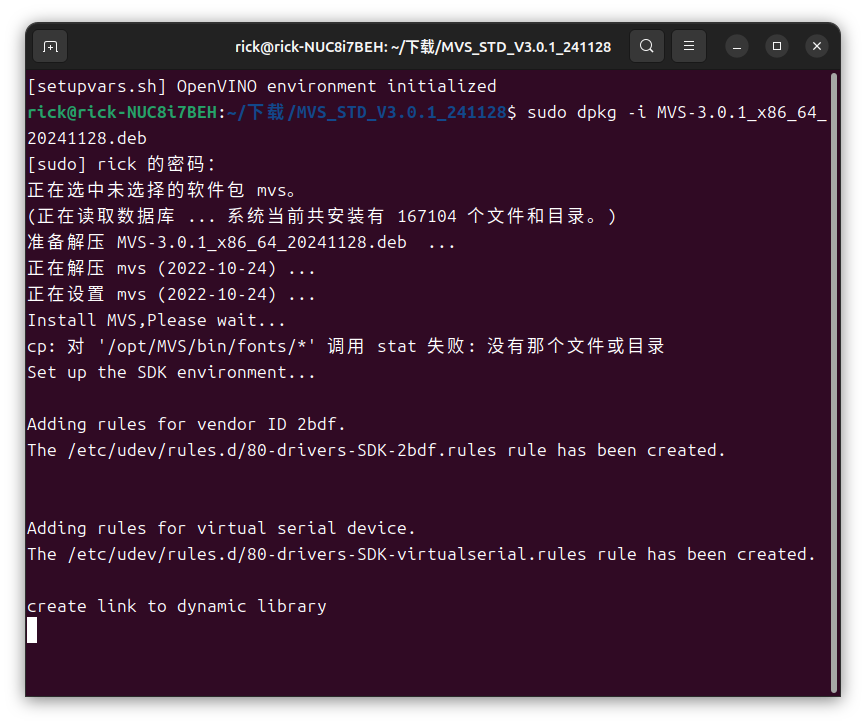 rick@rick-NUC8i7BEH: ~/下载/MVS_STD_V3.0.1_241128
[setupvars.sh] OpenVINO environment initialized
rick@rick-NUC8i7BEH:~/下载/MVS_STD_V3.0.1_241128$ sudo dpkg -i MVS-3.0.1_x86_64_
20241128.deb
[sudo] rick 的密码：
正在选中未选择的软件包 mvs。
(正在读取数据库 ... 系统当前共安装有 167104 个文件和目录。)
准备解压 MVS-3.0.1_x86_64_20241128.deb  ...
正在解压 mvs (2022-10-24) ...
正在设置 mvs (2022-10-24) ...
Install MVS,Please wait...
cp: 对 '/opt/MVS/bin/fonts/*' 调用 stat 失败: 没有那个文件或目录
Set up the SDK environment...
Adding rules for vendor ID 2bdf.
The /etc/udev/rules.d/80-drivers-SDK-2bdf.rules rule has been created.
Adding rules for virtual serial device.
The /etc/udev/rules.d/80-drivers-SDK-virtualserial.rules rule has been created.
create link to dynamic library